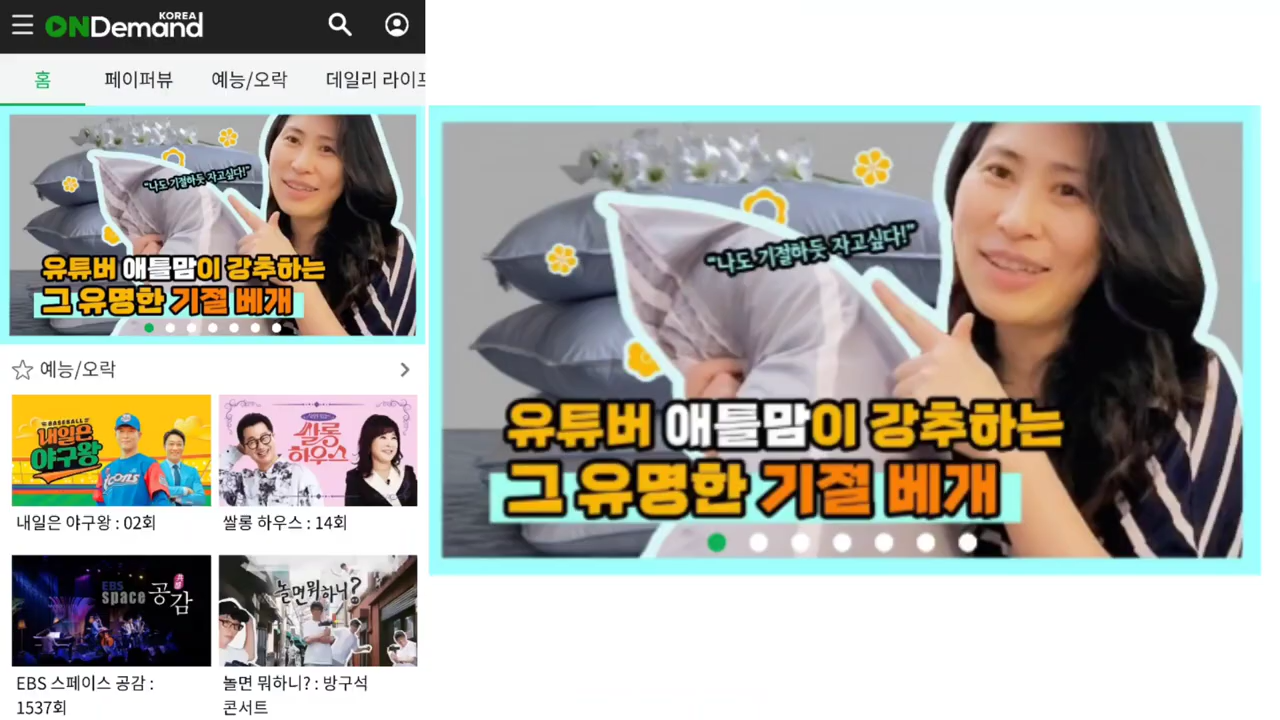 ONDemand KOREA
홈 페이퍼뷰 예능/오락 데일리 라이프
"나도 기절하듯 자고싶다!"
유튜버 애틀맘이 강추하는
그 유명한 기절 베개
예능/오락
BASEBALL
내일은
야구왕
icons
쌀롱
하우스
내일은 야구왕 : 02회
쌀롱 하우스 : 14회
EBS
space 공감
놀면뭐하니?
EBS 스페이스 공감 :
1537회
놀면 뭐하니? : 방구석
콘서트
"나도 기절하듯 자고싶다!"
유튜버 애틀맘이 강추하는
그 유명한 기절 베개